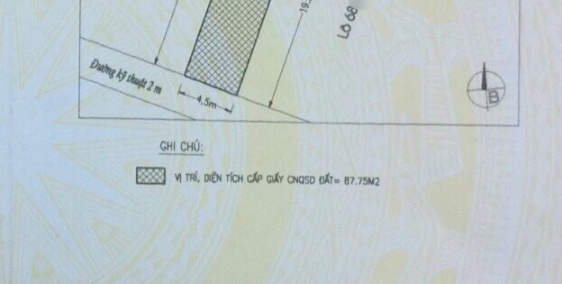 19.
Lô 68
Đường kỹ thuật 2 m
4,5m
B
GHI CHÚ:
VỊ TRÍ, DIỆN TÍCH CẤP GIẤY CNQSD ĐẤT= 87.75M2